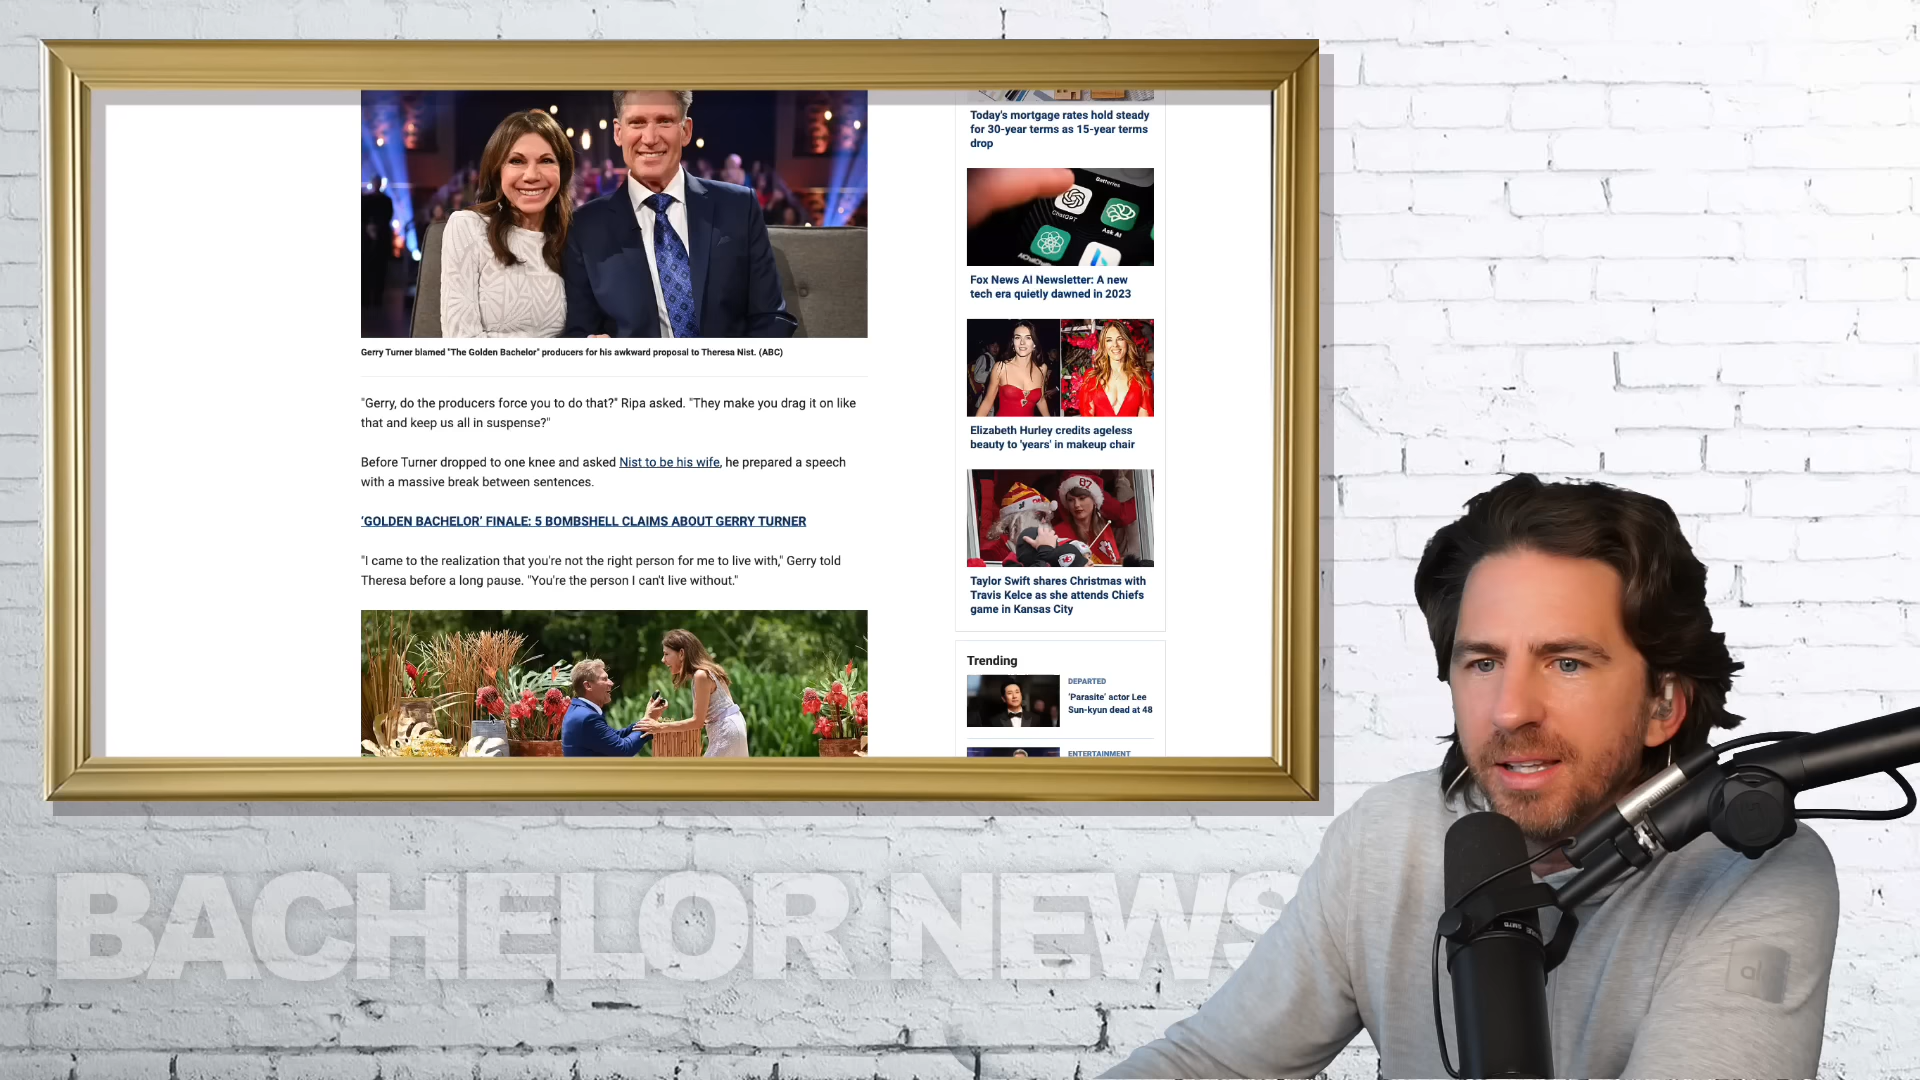 Gerry Turner blamed "The Golden Bachelor" producers for his awkward proposal to Theresa Nist. (ABC)
"Gerry, do the producers force you to do that?" Ripa asked. "They make you drag it on like
that and keep us all in suspense?"
Before Turner dropped to one knee and asked Nist to be his wife, he prepared a speech
with a massive break between sentences.
'GOLDEN BACHELOR' FINALE: 5 BOMBSHELL CLAIMS ABOUT GERRY TURNER
"I came to the realization that you're not the right person for me to live with," Gerry told
Theresa before a long pause. "You're the person I can't live without."
Today's mortgage rates hold steady
for 30-year terms as 15-year terms
drop
Batteries
ChatGPT
Ask AI
Fox News AI Newsletter: A new
tech era quietly dawned in 2023
Elizabeth Hurley credits ageless
beauty to 'years' in makeup chair
87
Taylor Swift shares Christmas with
Travis Kelce as she attends Chiefs
game in Kansas City
Trending
DEPARTED
'Parasite' actor Lee
Sun-kyun dead at 48
ENTERTAINMENT
BACHELOR NEWS
alo